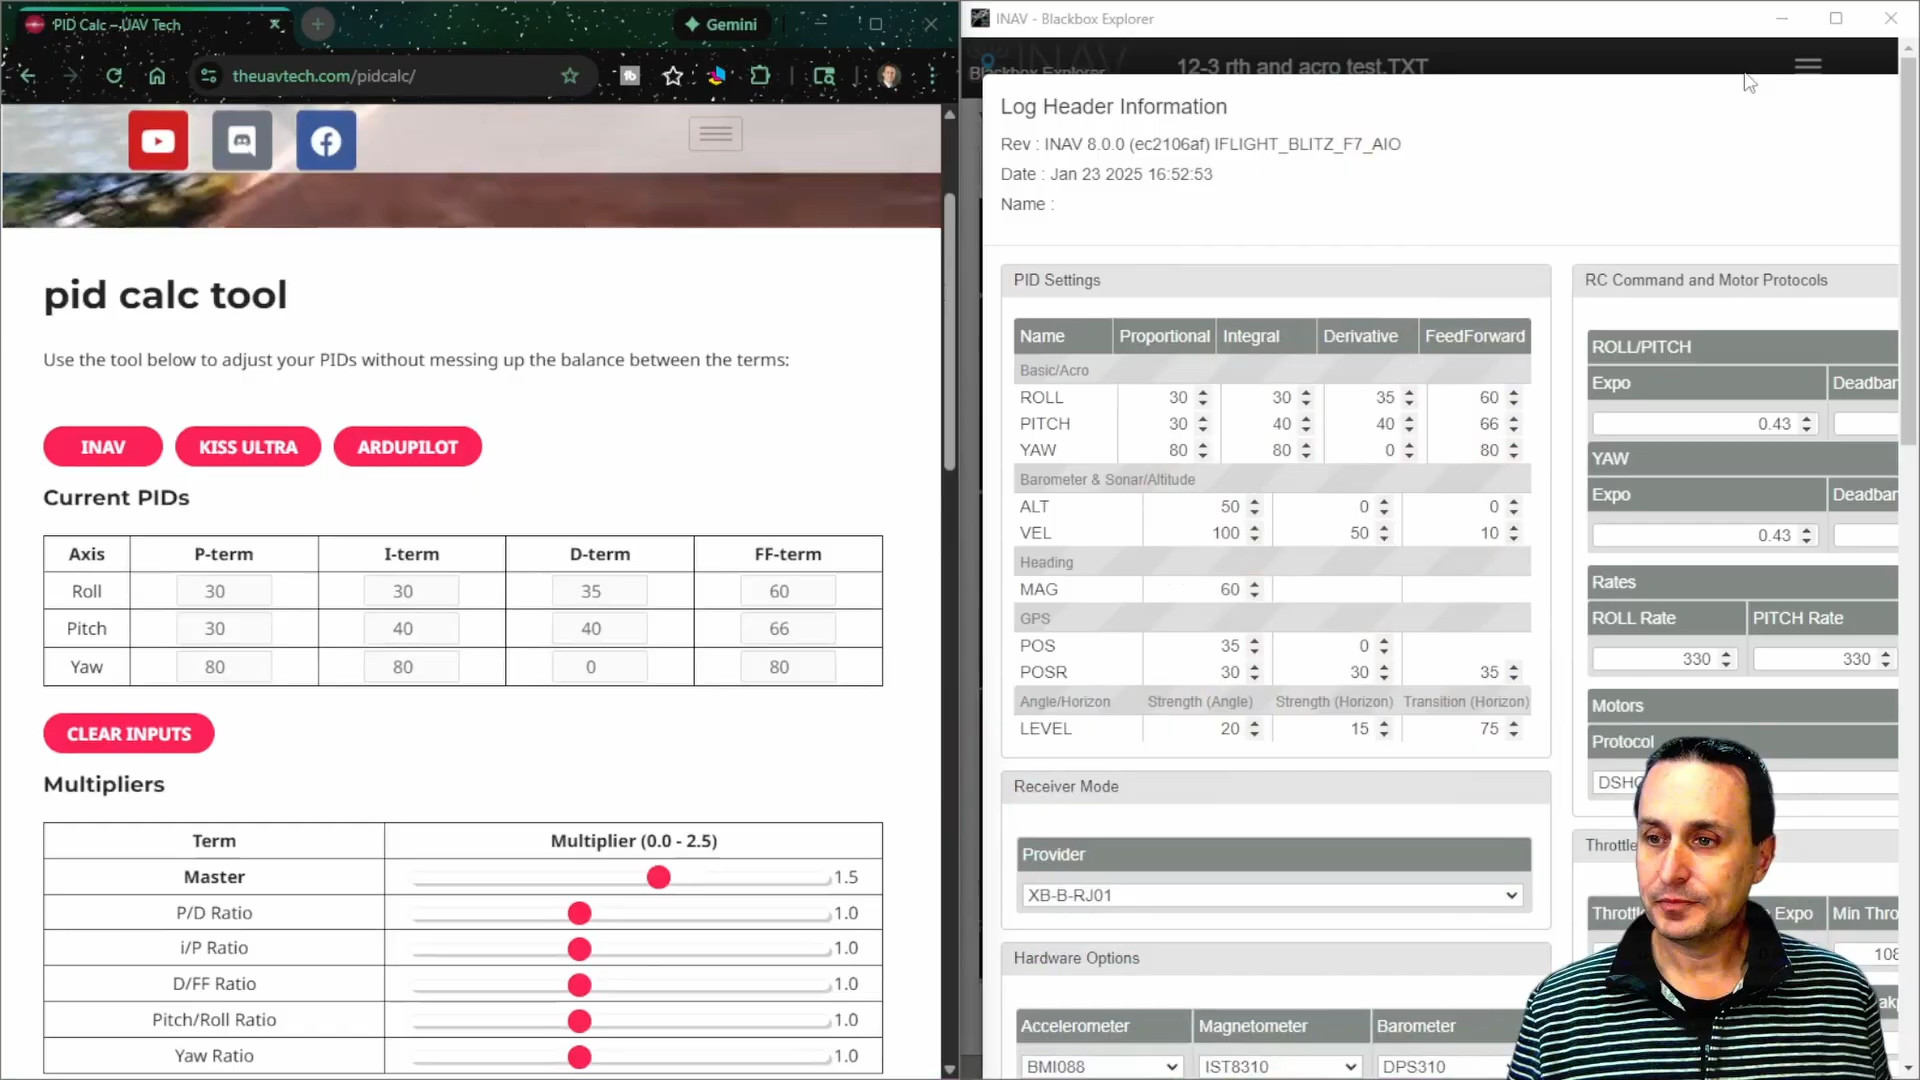 PID Calc – UAV Tech
Gemini
theuavtech.com/pidcalc/
pid calc tool
Use the tool below to adjust your PIDs without messing up the balance between the terms:
INAV KISS ULTRA ARDUPILOT
Current PIDs
Axis P-term I-term D-term FF-term
Roll 30 30 35 60
Pitch 30 40 40 66
Yaw 80 80 0 80
CLEAR INPUTS
Multipliers
Term Multiplier (0.0 - 2.5)
Master 1.5
P/D Ratio 1.0
i/P Ratio 1.0
D/FF Ratio 1.0
Pitch/Roll Ratio 1.0
Yaw Ratio 1.0
INAV - Blackbox Explorer
INAV
Blackbox Explorer
12-3 rth and acro test.TXT
Log Header Information
Rev : INAV 8.0.0 (ec2106af) IFLIGHT_BLITZ_F7_AIO
Date : Jan 23 2025 16:52:53
Name :
PID Settings
Name Proportional Integral Derivative FeedForward
Basic/Acro
ROLL 30 30 35 60
PITCH 30 40 40 66
YAW 80 80 0 80
Barometer & Sonar/Altitude
ALT 50 0 0
VEL 100 50 10
Heading
MAG 60
GPS
POS 35 0
POSR 30 30 35
Angle/Horizon Strength (Angle) Strength (Horizon) Transition (Horizon)
LEVEL 20 15 75
Receiver Mode
Provider
XB-B-RJ01
Hardware Options
Accelerometer Magnetometer Barometer
BMI088 IST8310 DPS310
RC Command and Motor Protocols
ROLL/PITCH
Expo Deadban
0.43
YAW
Expo Deadban
0.43
Rates
ROLL Rate PITCH Rate
330 330
Motors
Protocol
DSHO
Throttle
Throttl Expo Min Thro
108